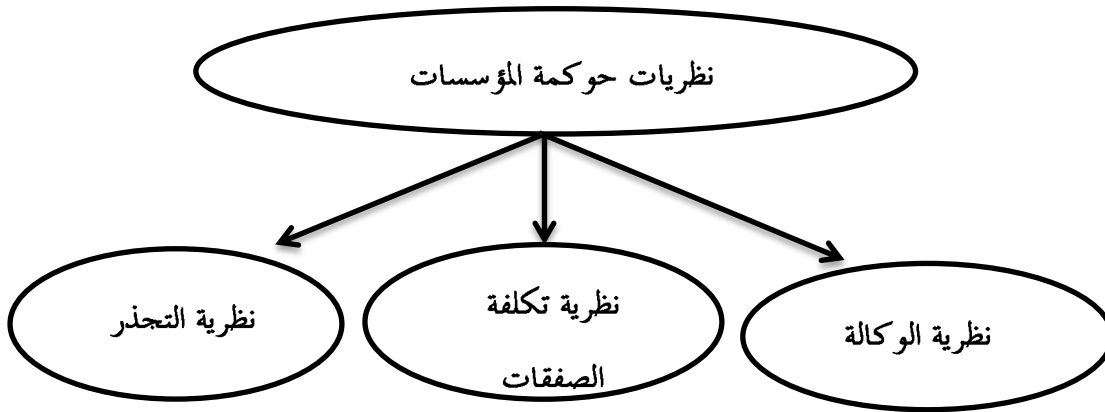 نظريات حوكمة المؤسسات
نظرية الوكالة
نظرية تكلفة
الصفقات
نظرية التجذر